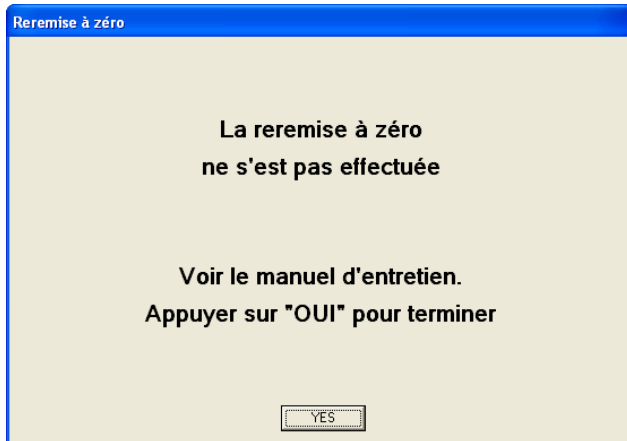 Reremise à zéro
La reremise à zéro
ne s'est pas effectuée
Voir le manuel d'entretien.
Appuyer sur "OUI" pour terminer
YES